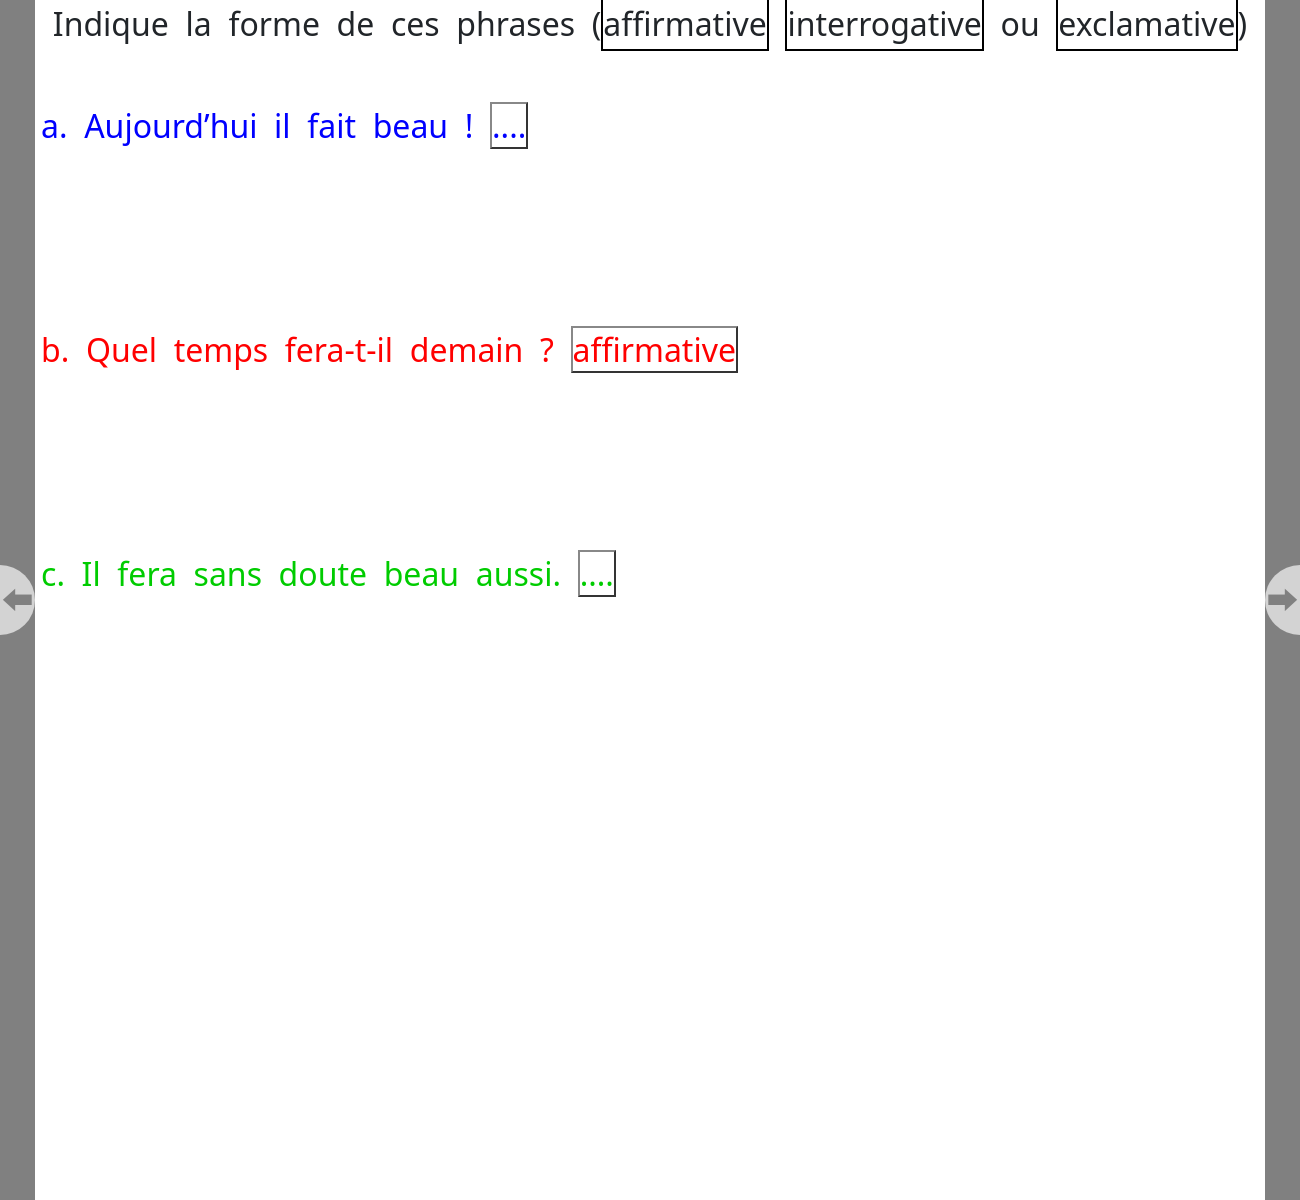 Indique la forme de ces phrases (affirmative interrogative ou exclamative)
a. Aujourd’hui il fait beau ! ....
b. Quel temps fera-t-il demain ? affirmative
c. Il fera sans doute beau aussi. ....